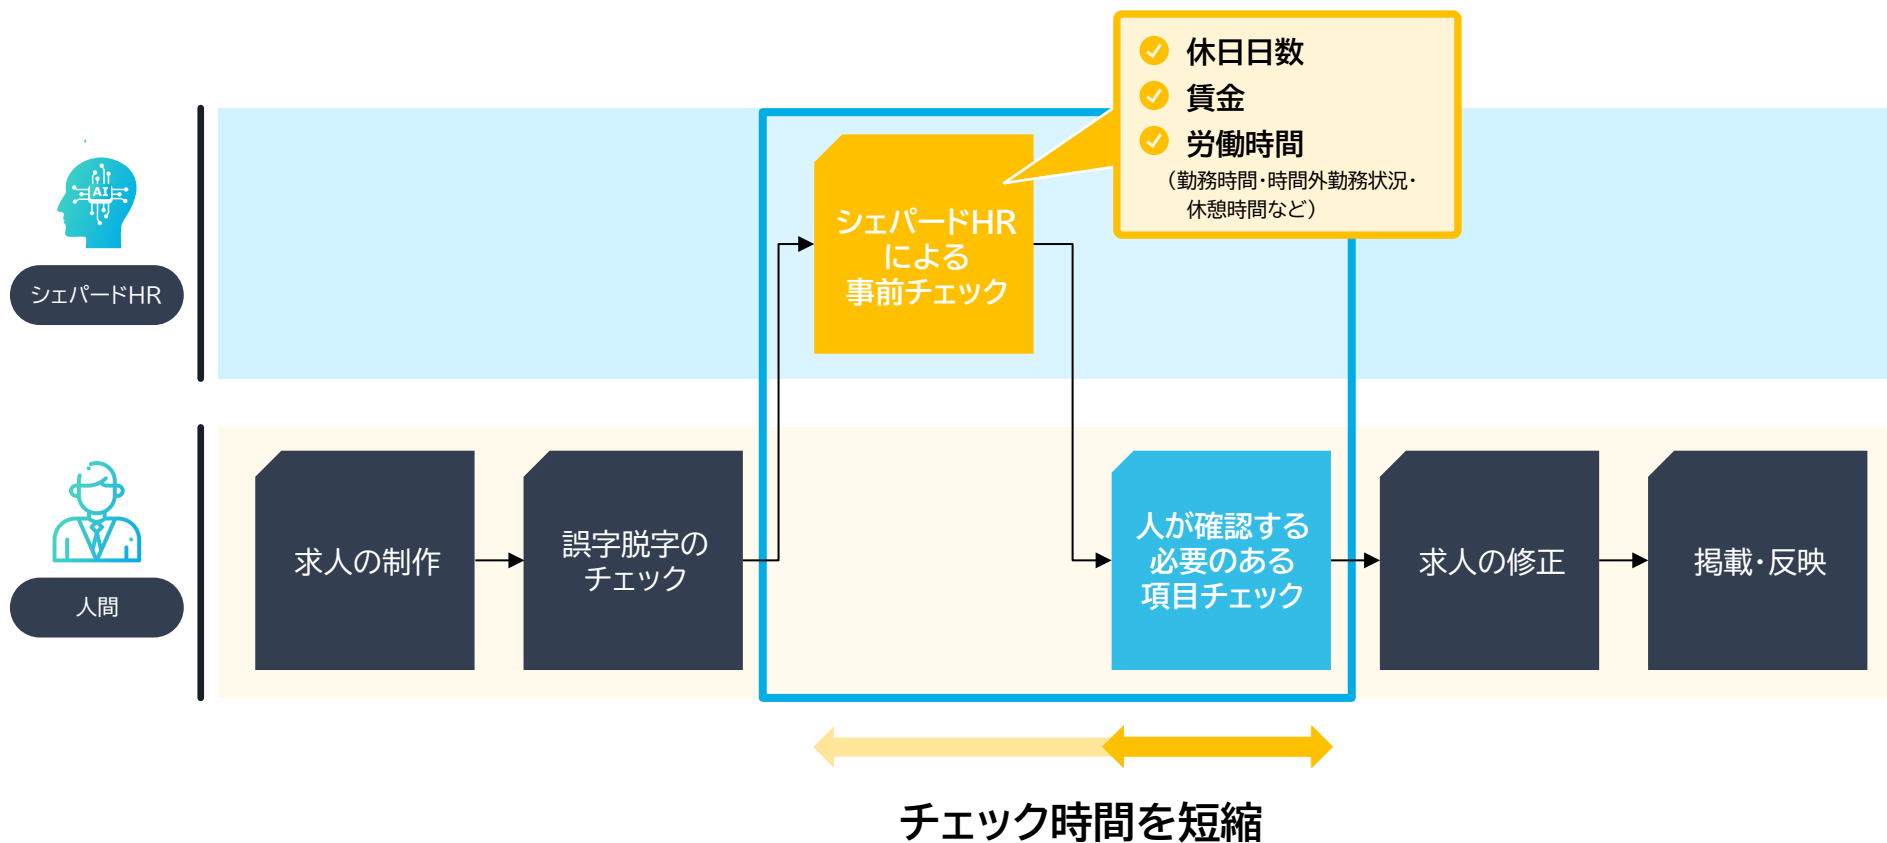 休日日数
賃金
労働時間
（勤務時間・時間外勤務状況・
休憩時間など）
AI
シェパードHR
シェパードHR
による
事前チェック
人間
求人の制作
誤字脱字の
チェック
人が確認する
必要のある
項目チェック
求人の修正
掲載・反映
チェック時間を短縮